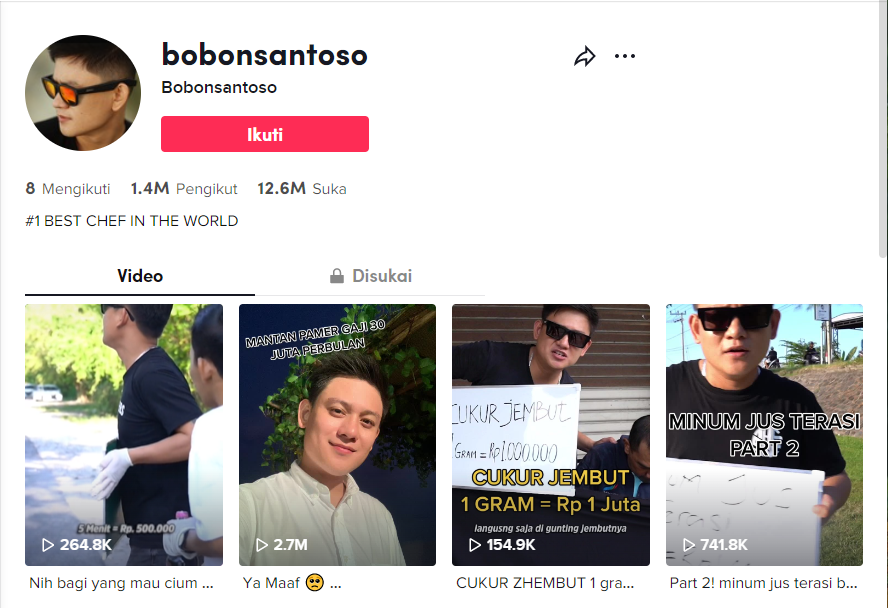 bobonsantoso
Bobonsantoso
Ikuti
8 Mengikuti 1.4M Pengikut 12.6M Suka
#1 BEST CHEF IN THE WORLD
Video Disukai
5 Menit = Rp. 500.000
264.8K
Nih bagi yang mau cium ...
MANTAN PAMER GAJI 30
JUTA PERBULAN
2.7M
Ya Maaf 🥺 ...
CUKUR JEMBUT
1 GRAM = Rp1.000.000
CUKUR JEMBUT
1 GRAM = Rp 1 Juta
langusng saja di gunting jembutnya
154.9K
CUKUR ZHEMBUT 1 gra...
MINUM JUS TERASI
PART 2
741.8K
Part 2! minum jus terasi b...